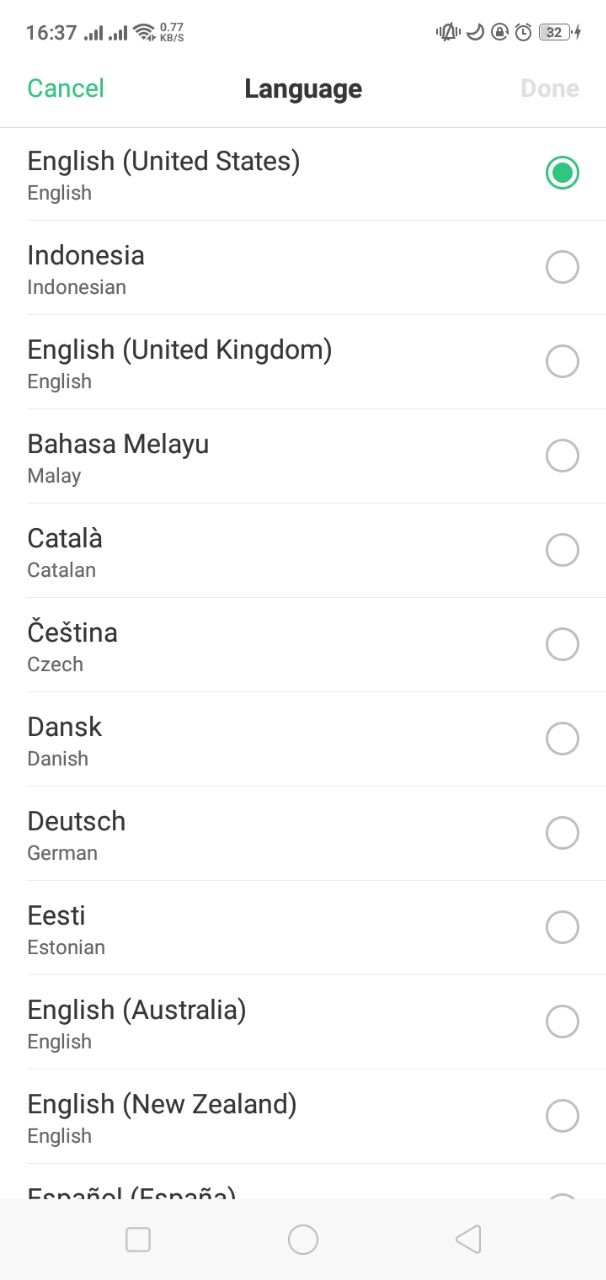 16:37
0.77
KB/S
32
Cancel
Language
Done
English (United States)
English
Indonesia
Indonesian
English (United Kingdom)
English
Bahasa Melayu
Malay
Català
Catalan
Čeština
Czech
Dansk
Danish
Deutsch
German
Eesti
Estonian
English (Australia)
English
English (New Zealand)
English
Español (España)